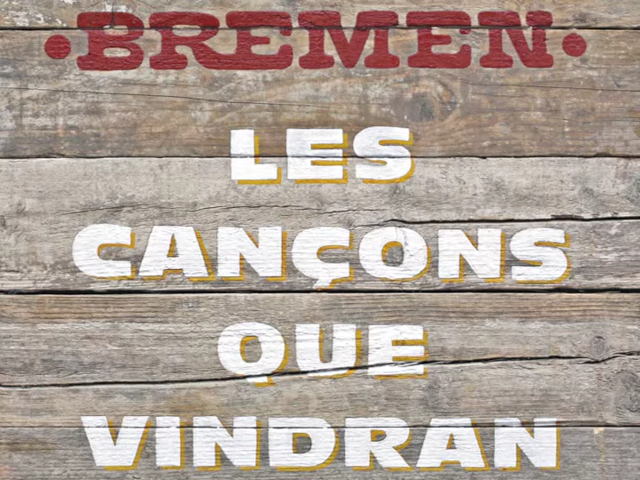 •BREMEN•
LES
CANÇONS
QUE
VINDRAN